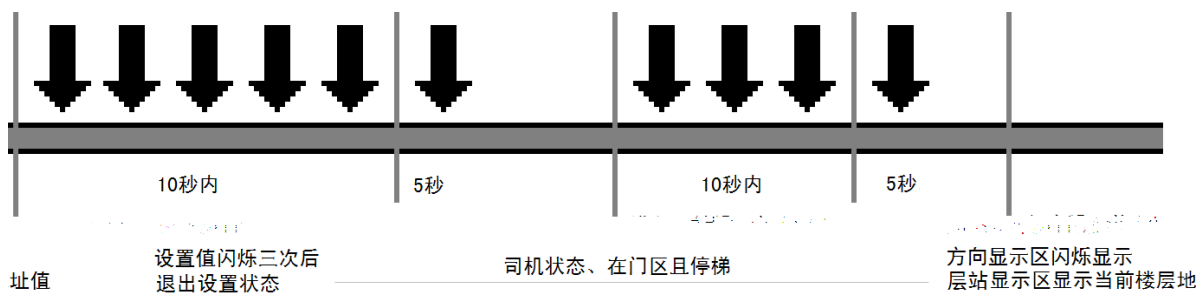 10秒内
5秒
10秒内
5秒
设置值闪烁三次后
退出设置状态
址值
司机状态、在门区且停梯
方向显示区闪烁显示
层站显示区显示当前楼层地